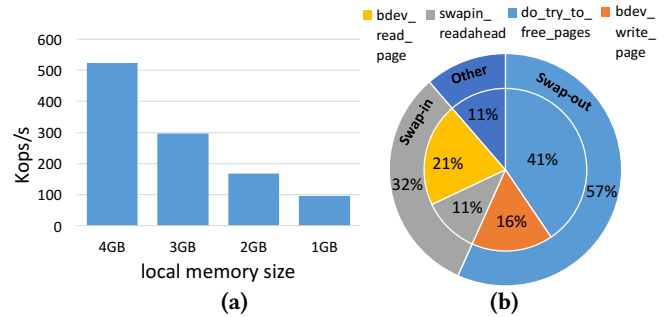 600
500
400
300
200
100
0
Kops/s
4GB 3GB 2GB 1GB
local memory size
(a)
bdev_ read_ page
swapin_ readahead
do_try_to_ free_pages
bdev_ write_ page
Other
11%
Swap-out
41%
57%
Swap-in
32%
21%
11%
16%
(b)